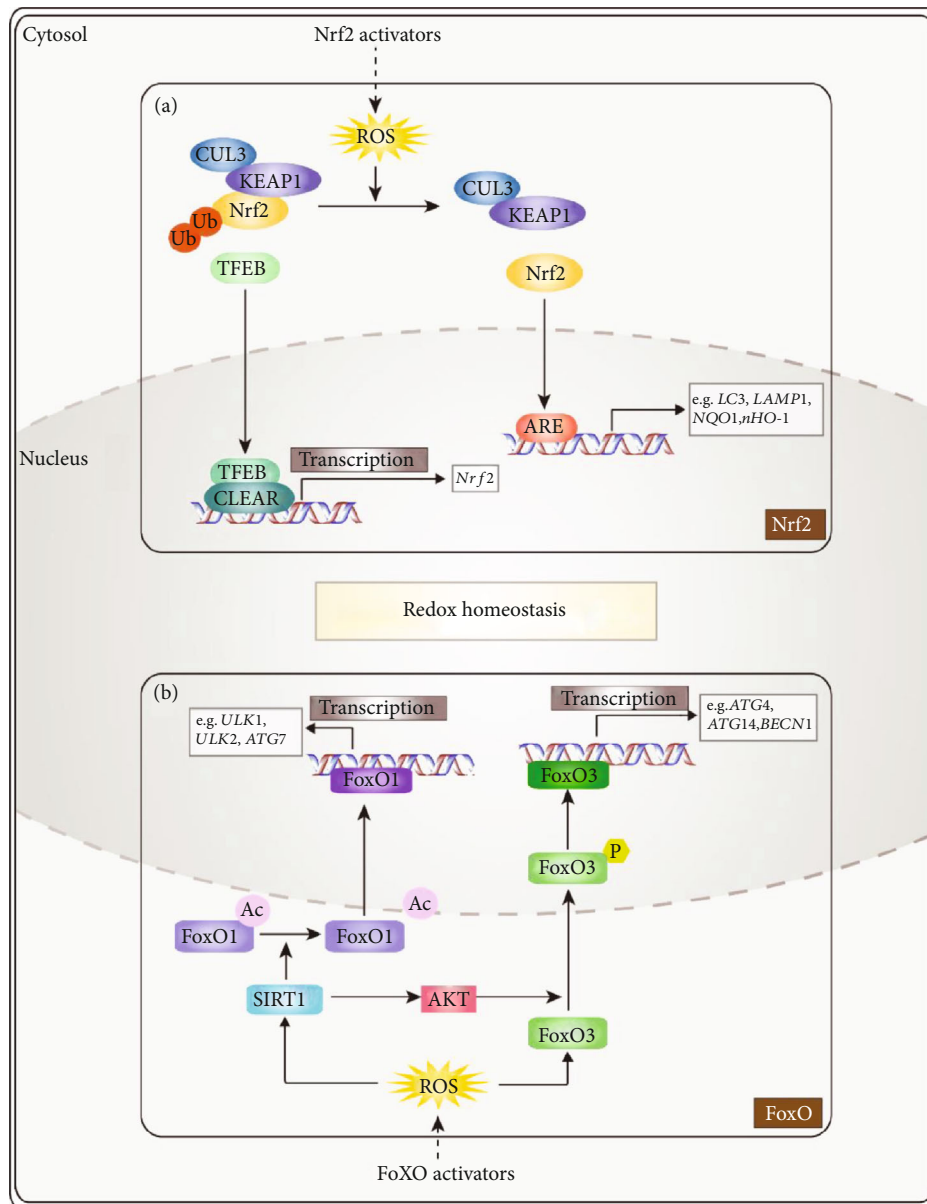 Cytosol
Nrf2 activators
(a)
ROS
CUL3
KEAP1
Nrf2
Ub
Ub
CUL3
KEAP1
TFEB
Nrf2
e.g. LC3, LAMP1,
NQO1,nHO-1
ARE
Nucleus
TFEB
CLEAR
Transcription
Nrf2
Nrf2
Redox homeostasis
(b)
Transcription
e.g. ULK1,
ULK2, ATG7
FoxO1
Transcription
e.g.ATG4,
ATG14,BECN1
FoxO3
FoxO3
P
Ac
FoxO1
Ac
FoxO1
SIRT1
AKT
FoxO3
ROS
FoxO
FoXO activators